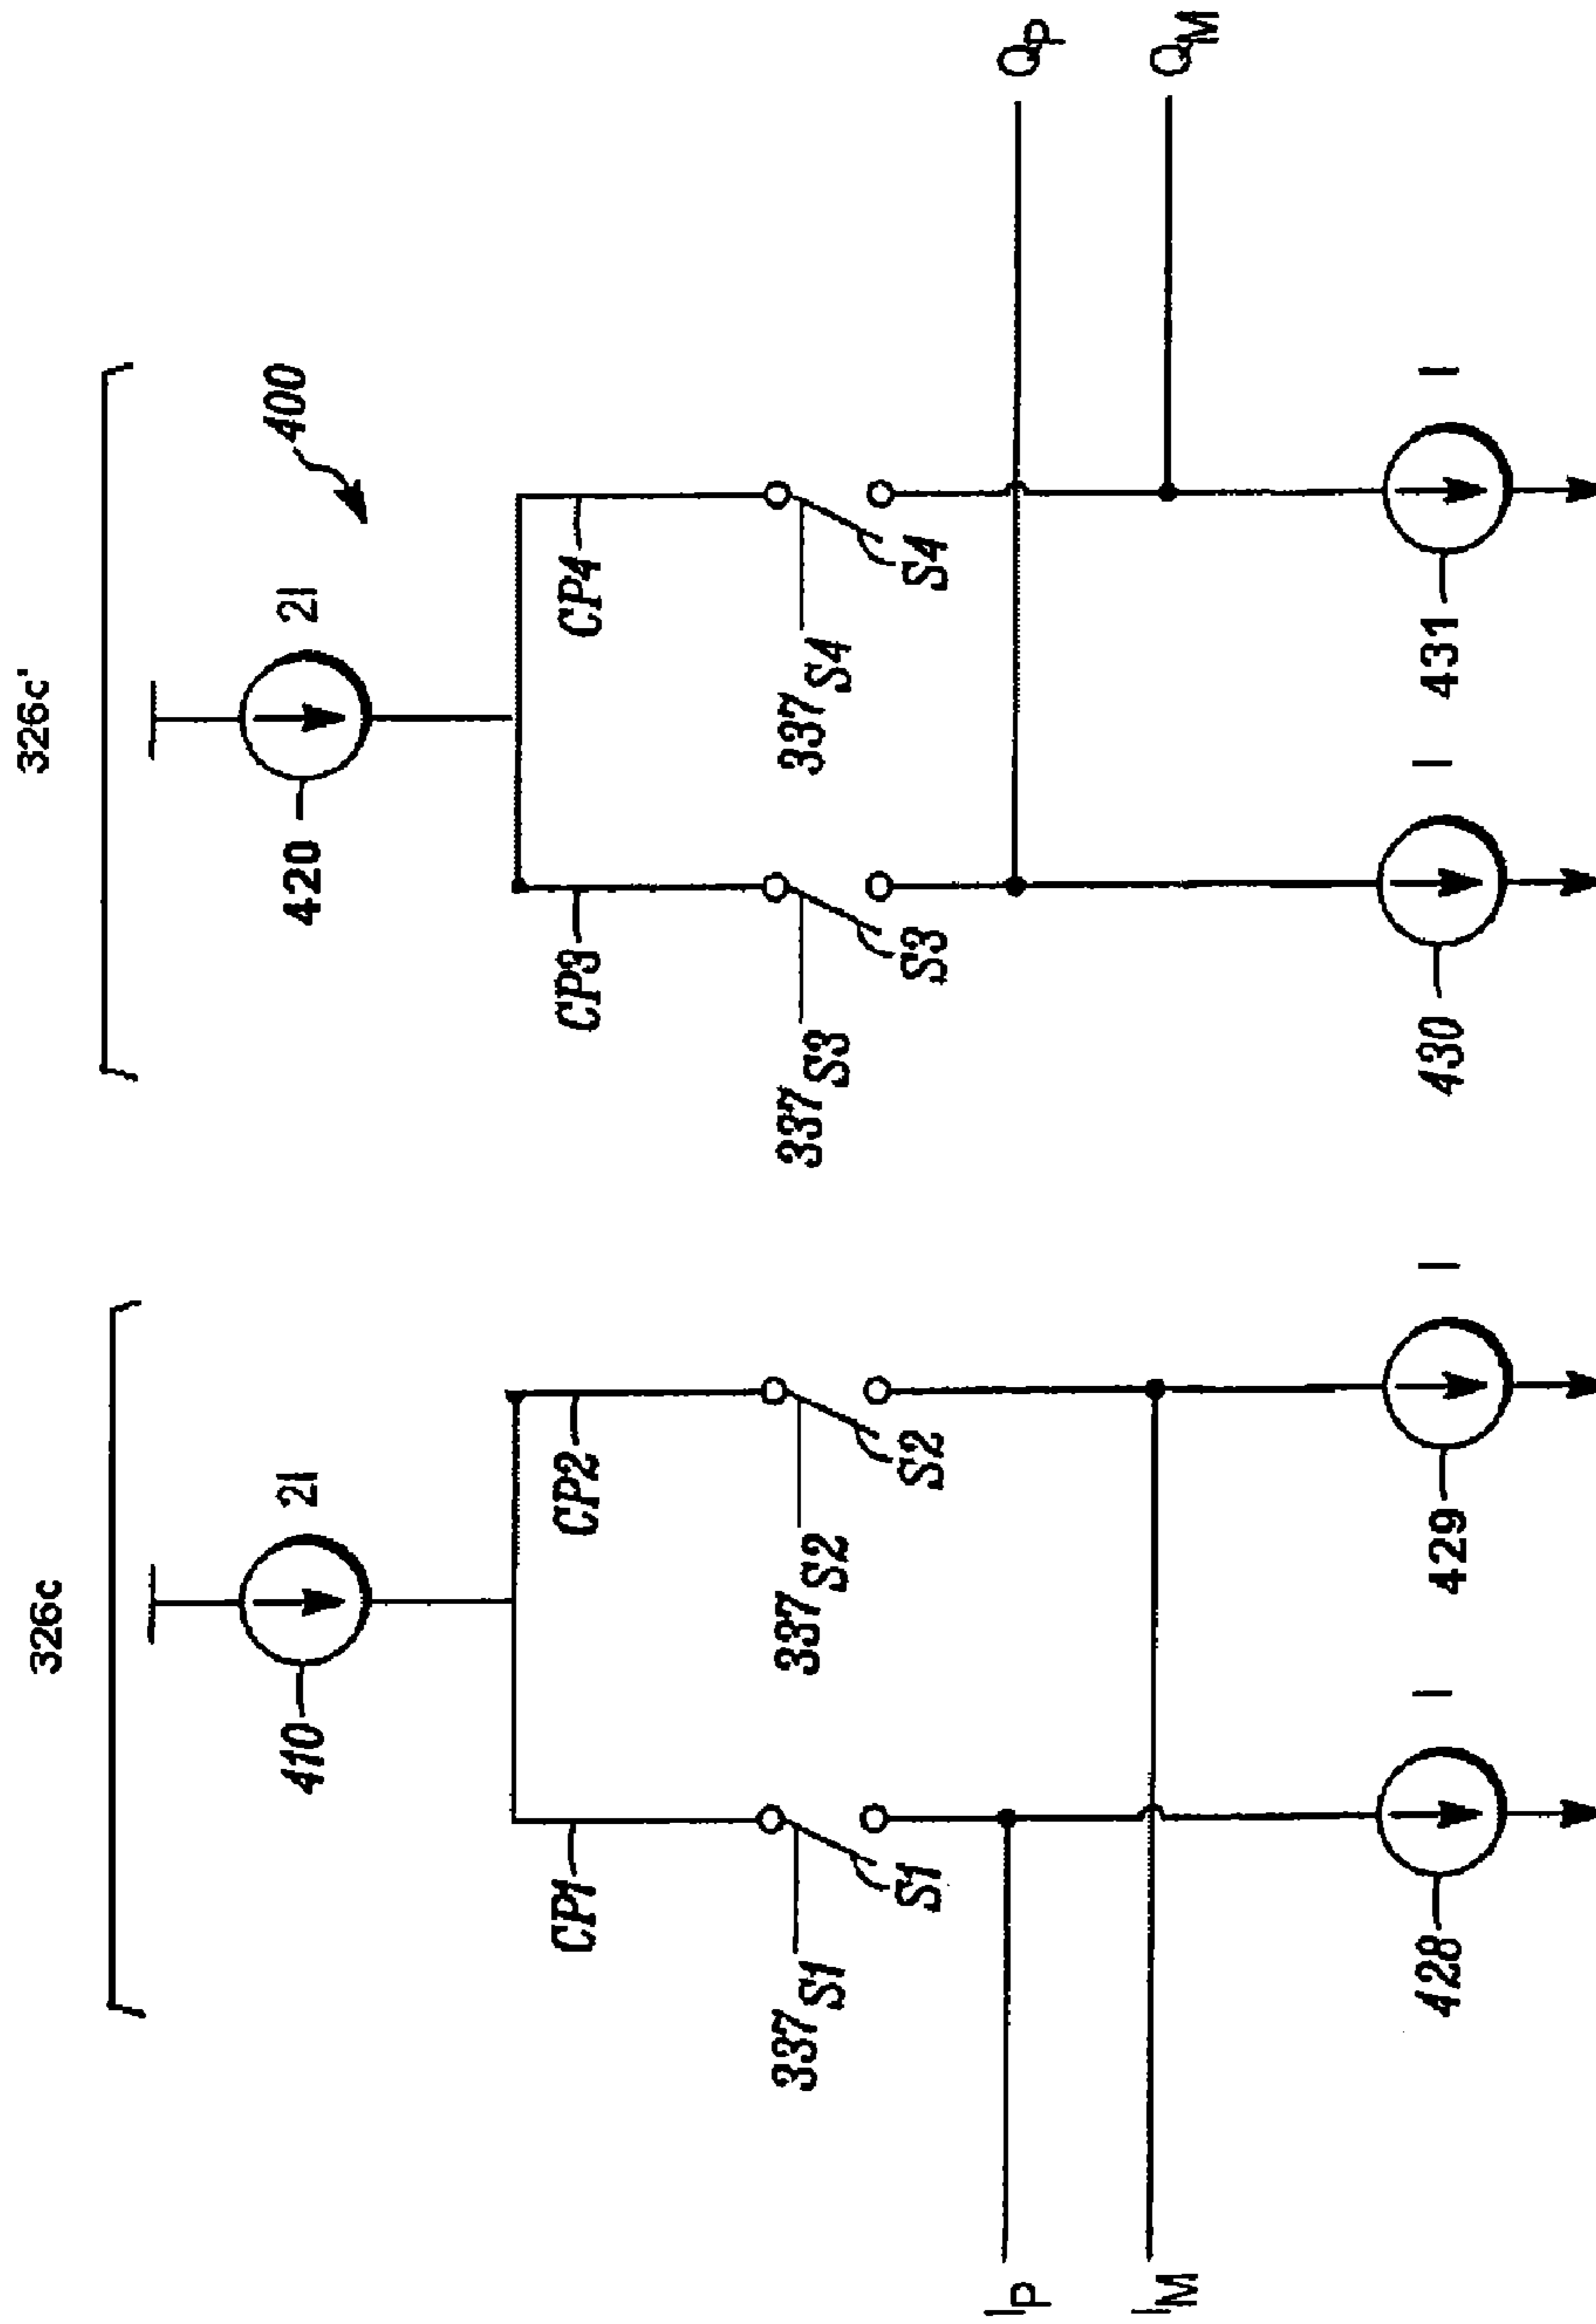 326c
326c'
410
2I
420
2I
400
CP1
CP2
CP3
CP4
337S1
S1
337S2
S2
337S3
S3
337S4
S4
IP
IM
QP
QM
428
I
429
I
430
I
431
I